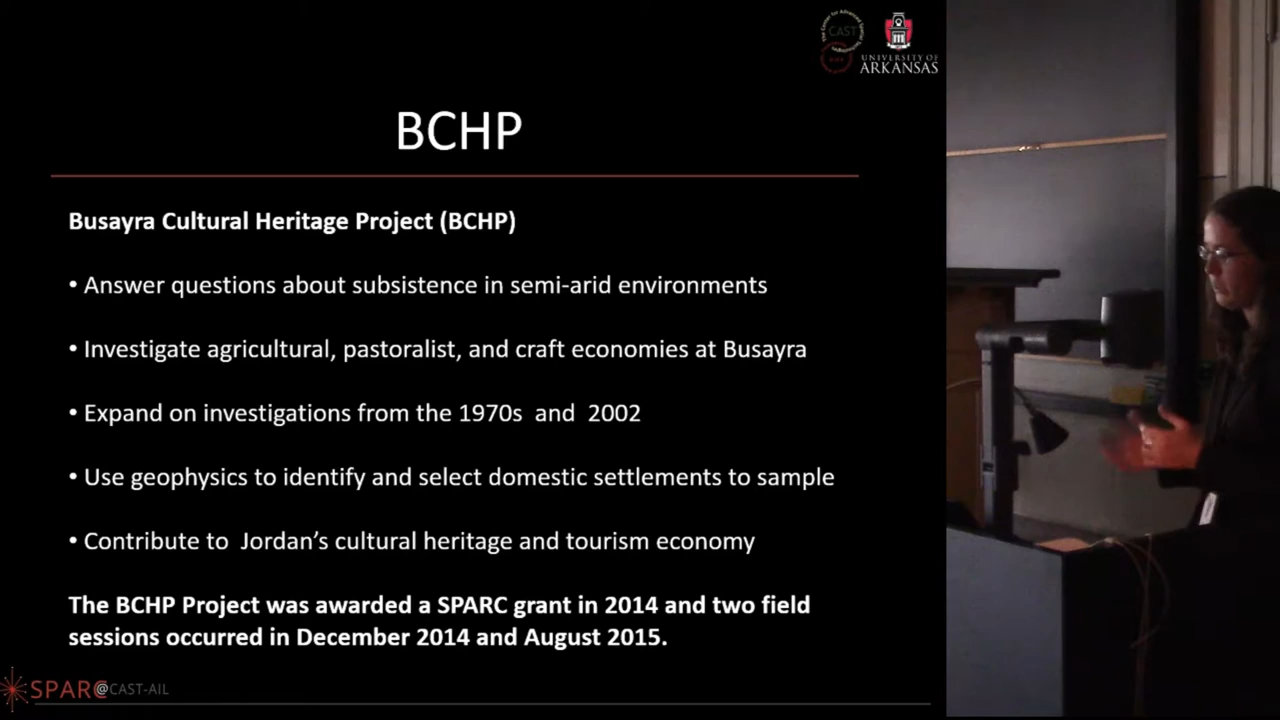 CAST
UNIVERSITY OF
ARKANSAS
BCHP
Busayra Cultural Heritage Project (BCHP)
• Answer questions about subsistence in semi-arid environments
• Investigate agricultural, pastoralist, and craft economies at Busayra
• Expand on investigations from the 1970s and 2002
• Use geophysics to identify and select domestic settlements to sample
• Contribute to Jordan's cultural heritage and tourism economy
The BCHP Project was awarded a SPARC grant in 2014 and two field
sessions occurred in December 2014 and August 2015.
SPARC@CAST-AIL